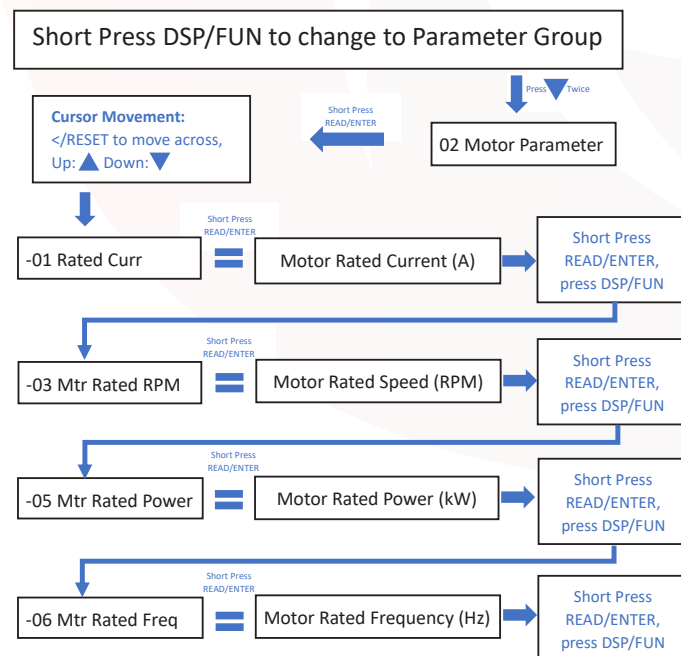 Short Press DSP/FUN to change to Parameter Group
Press ▼ Twice
Short Press
READ/ENTER
02 Motor Parameter
Cursor Movement:
</RESET to move across,
Up: ▲ Down: ▼
-01 Rated Curr
Short Press
READ/ENTER
Motor Rated Current (A)
Short Press
READ/ENTER,
press DSP/FUN
-03 Mtr Rated RPM
Short Press
READ/ENTER
Motor Rated Speed (RPM)
Short Press
READ/ENTER,
press DSP/FUN
-05 Mtr Rated Power
Short Press
READ/ENTER
Motor Rated Power (kW)
Short Press
READ/ENTER,
press DSP/FUN
-06 Mtr Rated Freq
Short Press
READ/ENTER
Motor Rated Frequency (Hz)
Short Press
READ/ENTER,
press DSP/FUN